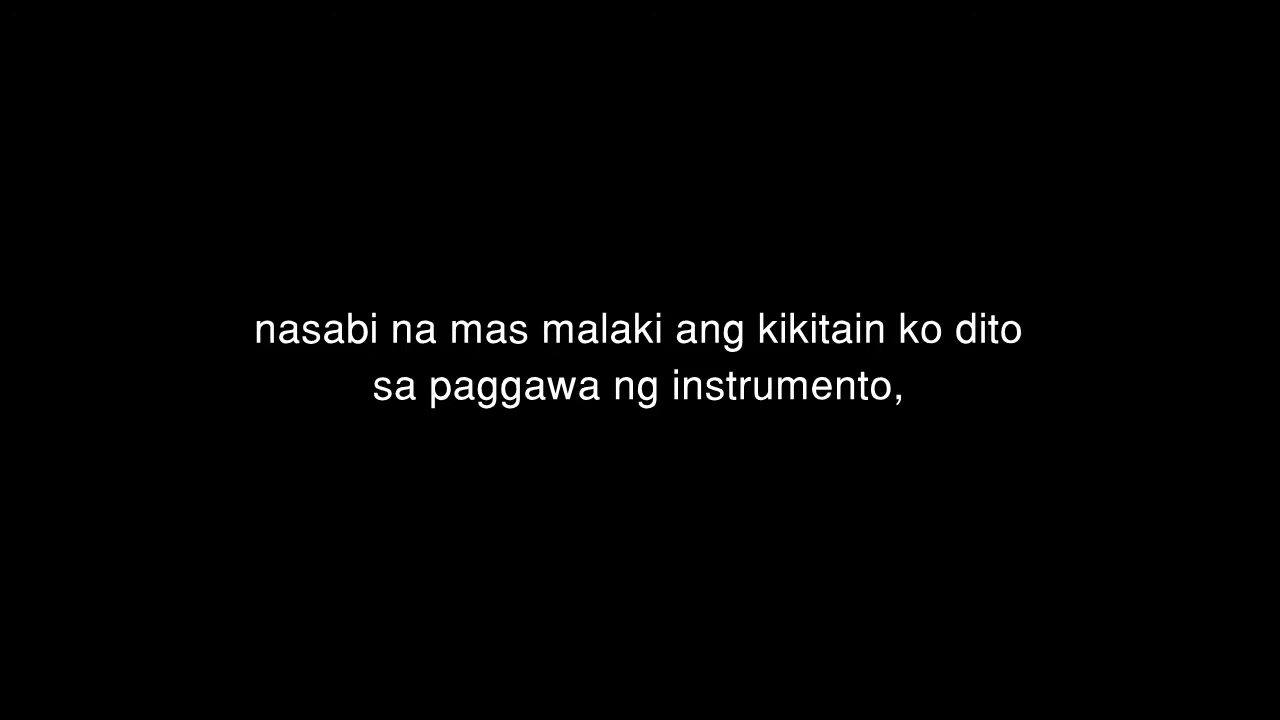 nasabi na mas malaki ang kikitain ko dito
sa paggawa ng instrumento,